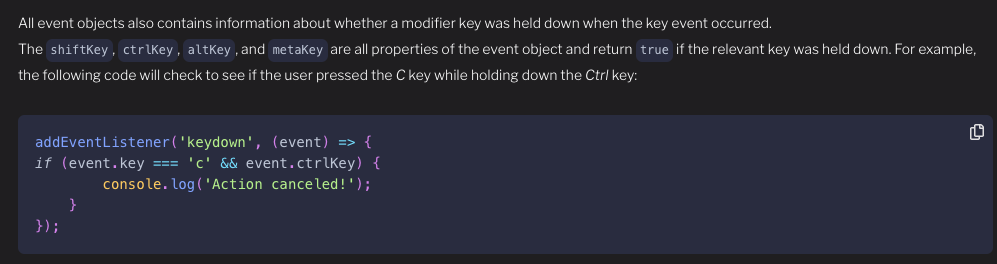 All event objects also contains information about whether a modifier key was held down when the key event occurred.
The shiftKey, ctrlKey, altKey, and metaKey are all properties of the event object and return true if the relevant key was held down. For example,
the following code will check to see if the user pressed the C key while holding down the Ctrl key:
addEventListener('keydown', (event) => {
if (event.key === 'c' && event.ctrlKey) {
        console.log('Action canceled!');
    }
});